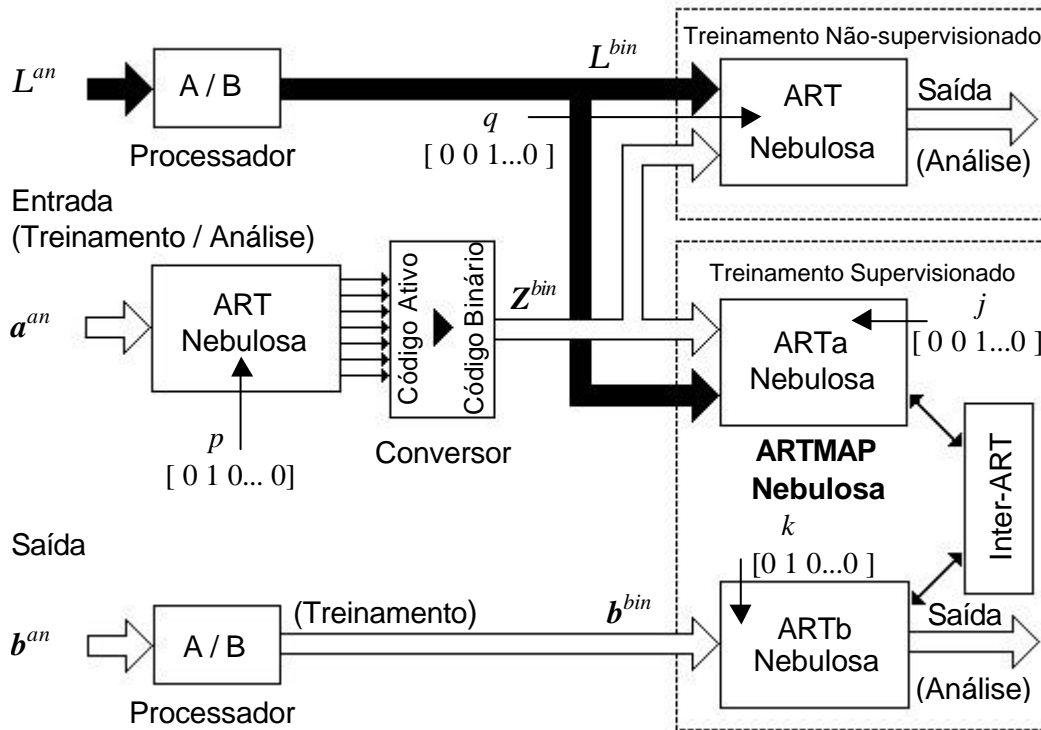 Treinamento Não-supervisionado
L^an
A / B
Processador
L^bin
q
[ 0 0 1...0 ]
ART
Nebulosa
Saída
(Análise)
Entrada
(Treinamento / Análise)
a^an
ART
Nebulosa
p
[ 0 1 0... 0]
Código Ativo
Código Binário
Conversor
Z^bin
Treinamento Supervisionado
j
[ 0 0 1...0 ]
ARTa
Nebulosa
ARTMAP
Nebulosa
Inter-ART
k
[0 1 0...0 ]
Saída
b^an
A / B
Processador
(Treinamento)
b^bin
ARTb
Nebulosa
Saída
(Análise)